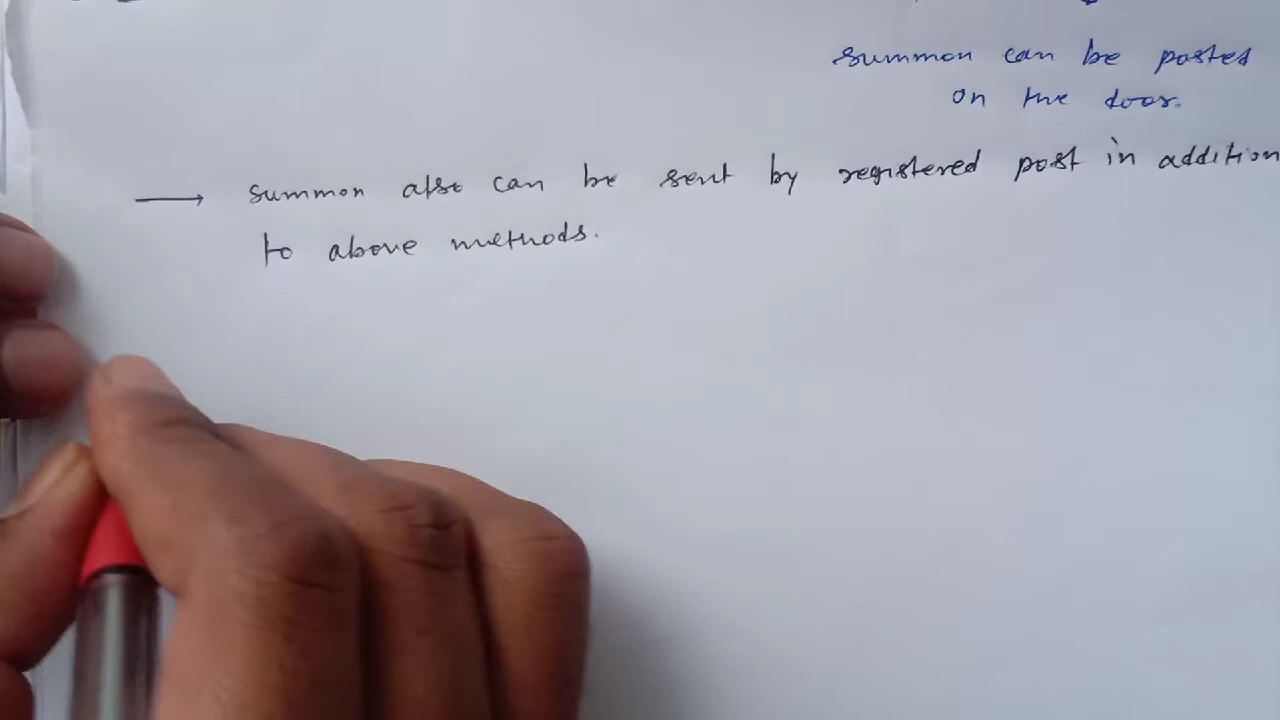 summon can be posted
on the door.
summon also can be sent by registered post in addition
to above methods.